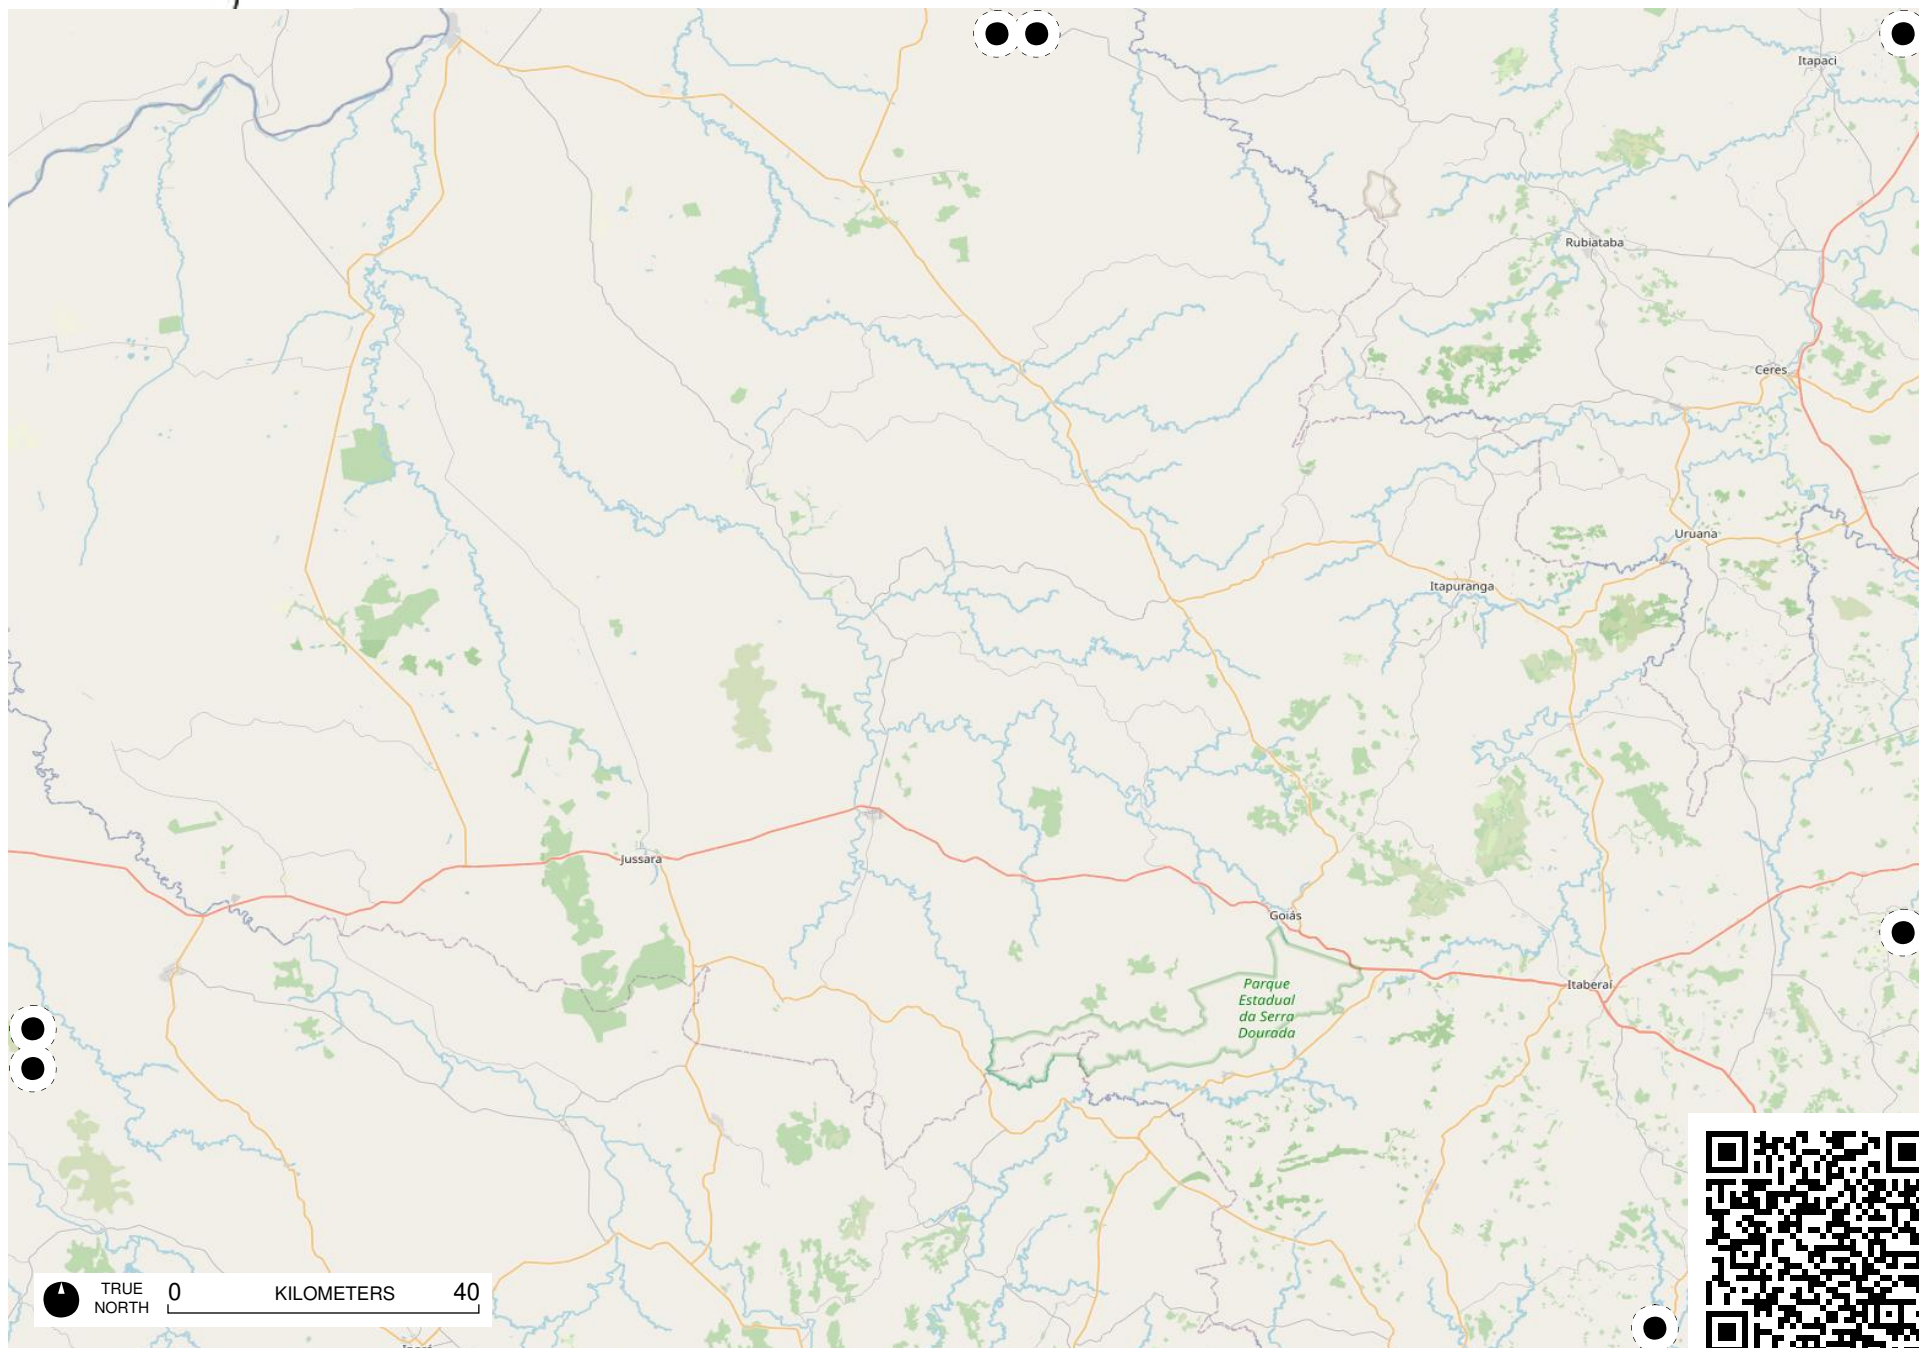 Itapaci
Rubiataba
Ceres
Uruana
Itapuranga
Jussara
Goiás
Itaberaí
Parque
Estadual
da Serra
Dourada
TRUE
NORTH
0 KILOMETERS 40